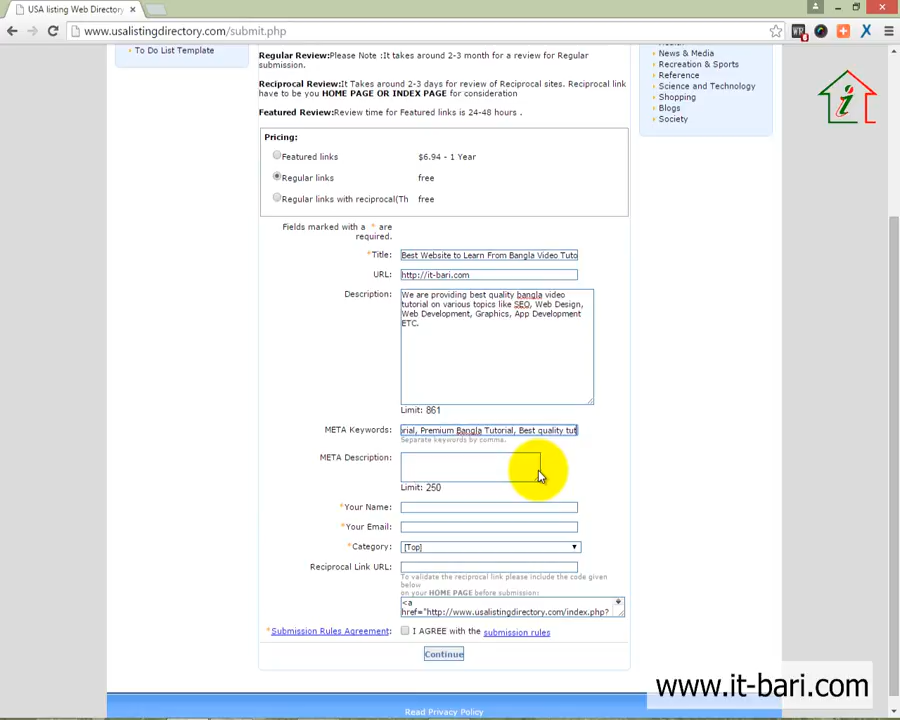 USA listing Web Directory
www.usalistingdirectory.com/submit.php
To Do List Template
Regular Review:Please Note :It takes around 2-3 month for a review for Regular
submission.
Reciprocal Review:It Takes around 2-3 days for review of Reciprocal sites. Reciprocal link
have to be you HOME PAGE OR INDEX PAGE for consideration
Featured Review:Review time for Featured links is 24-48 hours .
Pricing:
Featured links $6.94 - 1 Year
Regular links free
Regular links with reciprocal(Th free
Fields marked with a * are
required.
*Title: Best Website to Learn From Bangla Video Tuto
URL: http://it-bari.com
Description: We are providing best quality bangla video
tutorial on various topics like SEO, Web Design,
Web Development, Graphics, App Development
ETC.
Limit: 861
META Keywords: rial, Premium Bangla Tutorial, Best quality tut
Separate keywords by comma.
META Description:
Limit: 250
*Your Name:
*Your Email:
*Category: [Top]
Reciprocal Link URL:
To validate the reciprocal link please include the code given
below
on your HOME PAGE before submission:
<a
href="http://www.usalistingdirectory.com/index.php?
*Submission Rules Agreement: I AGREE with the submission rules
Continue
Read Privacy Policy
News & Media
Recreation & Sports
Reference
Science and Technology
Shopping
Blogs
Society
www.it-bari.com